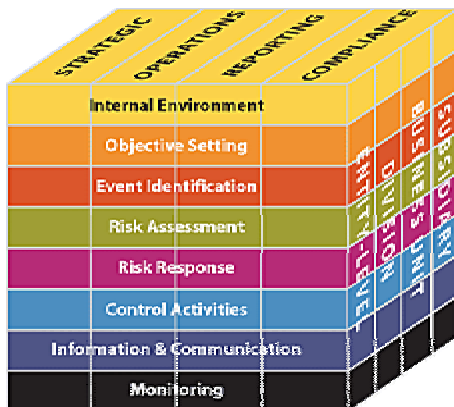 STRATEGIC
OPERATIONS
REPORTING
COMPLIANCE
Internal Environment
Objective Setting
Event Identification
Risk Assessment
Risk Response
Control Activities
Information & Communication
Monitoring
ENTITY-LEVEL
DIVISION
BUSINESS UNIT
SUBSIDIARY